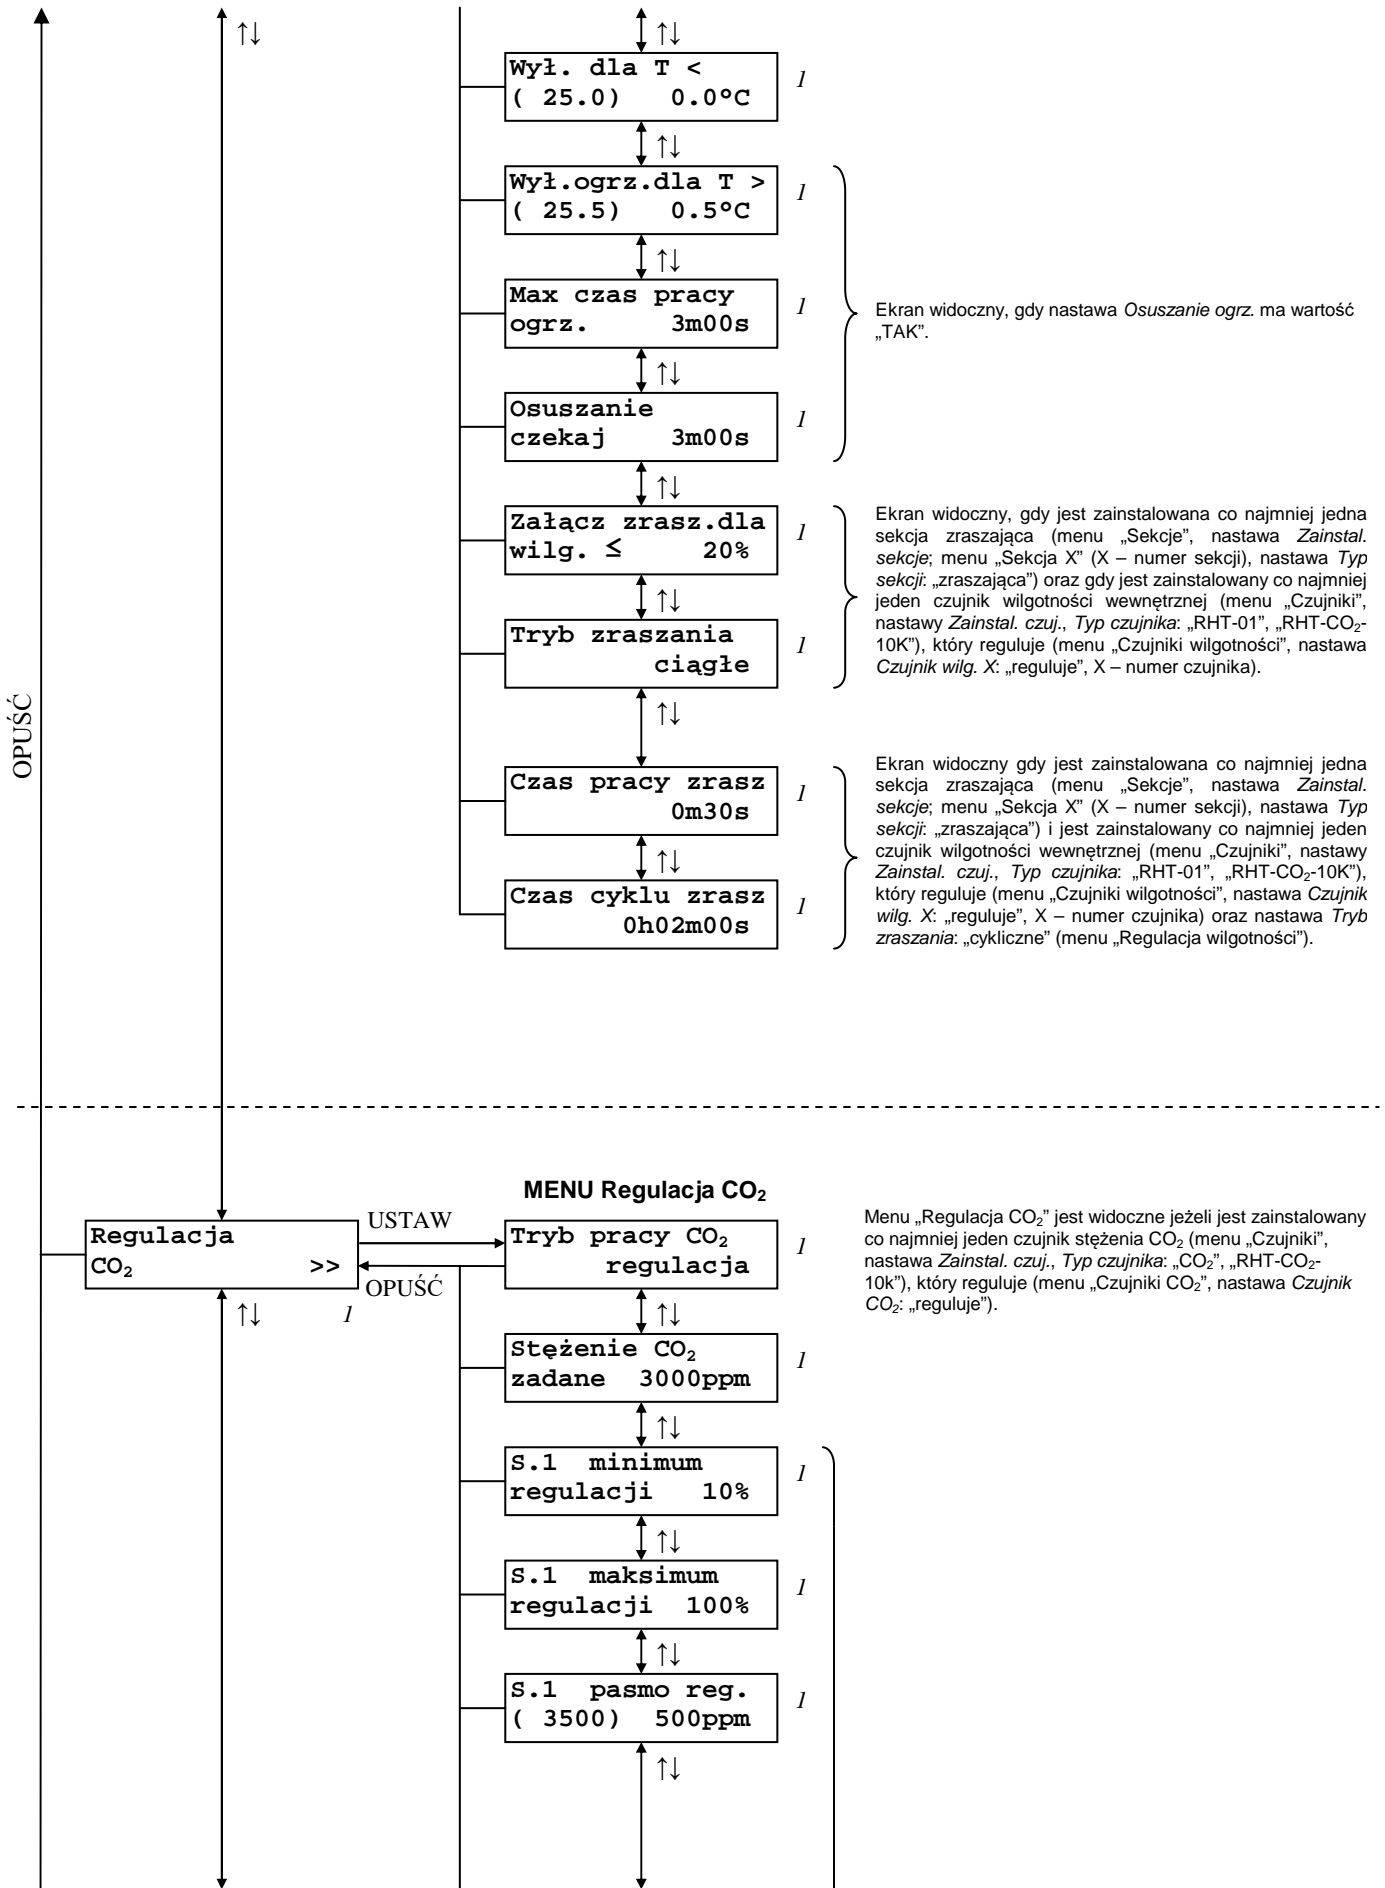 ↑↓
↑↓
Wył. dla T <
( 25.0) 0.0°C
1
↑↓
Wył.ogrz.dla T >
( 25.5) 0.5°C
1
↑↓
Max czas pracy
ogrz. 3m00s
1
Ekran widoczny, gdy nastawa Osuszanie ogrz. ma wartość
„TAK”.
↑↓
Osuszanie
czekaj 3m00s
1
↑↓
Załącz zrasz.dla
wilg. ≤ 20%
1
Ekran widoczny, gdy jest zainstalowana co najmniej jedna
sekcja zraszająca (menu „Sekcje”, nastawa Zainstal.
sekcje; menu „Sekcja X” (X – numer sekcji), nastawa Typ
sekcji: „zraszająca”) oraz gdy jest zainstalowany co najmniej
jeden czujnik wilgotności wewnętrznej (menu „Czujniki”,
nastawy Zainstal. czuj., Typ czujnika: „RHT-01”, „RHT-CO₂-
10K”), który reguluje (menu „Czujniki wilgotności”, nastawa
Czujnik wilg. X: „reguluje”, X – numer czujnika).
↑↓
Tryb zraszania
ciągłe
1
↑↓
OPUŚĆ
Czas pracy zrasz
0m30s
1
Ekran widoczny gdy jest zainstalowana co najmniej jedna
sekcja zraszająca (menu „Sekcje”, nastawa Zainstal.
sekcje; menu „Sekcja X” (X – numer sekcji), nastawa Typ
sekcji: „zraszająca”) i jest zainstalowany co najmniej jeden
czujnik wilgotności wewnętrznej (menu „Czujniki”, nastawy
Zainstal. czuj., Typ czujnika: „RHT-01”, „RHT-CO₂-10K”),
który reguluje (menu „Czujniki wilgotności”, nastawa Czujnik
wilg. X: „reguluje”, X – numer czujnika) oraz nastawa Tryb
zraszania: „cykliczne” (menu „Regulacja wilgotności”).
↑↓
Czas cyklu zrasz
0h02m00s
1
MENU Regulacja CO₂
Regulacja
CO₂ >>
↑↓
1
USTAW
OPUŚĆ
Tryb pracy CO₂
regulacja
1
Menu „Regulacja CO₂” jest widoczne jeżeli jest zainstalowany
co najmniej jeden czujnik stężenia CO₂ (menu „Czujniki”,
nastawa Zainstal. czuj., Typ czujnika: „CO₂”, „RHT-CO₂-
10k”), który reguluje (menu „Czujniki CO₂”, nastawa Czujnik
CO₂: „reguluje”).
↑↓
Stężenie CO₂
zadane 3000ppm
1
↑↓
S.1 minimum
regulacji 10%
1
↑↓
S.1 maksimum
regulacji 100%
1
↑↓
S.1 pasmo reg.
( 3500) 500ppm
1
↑↓